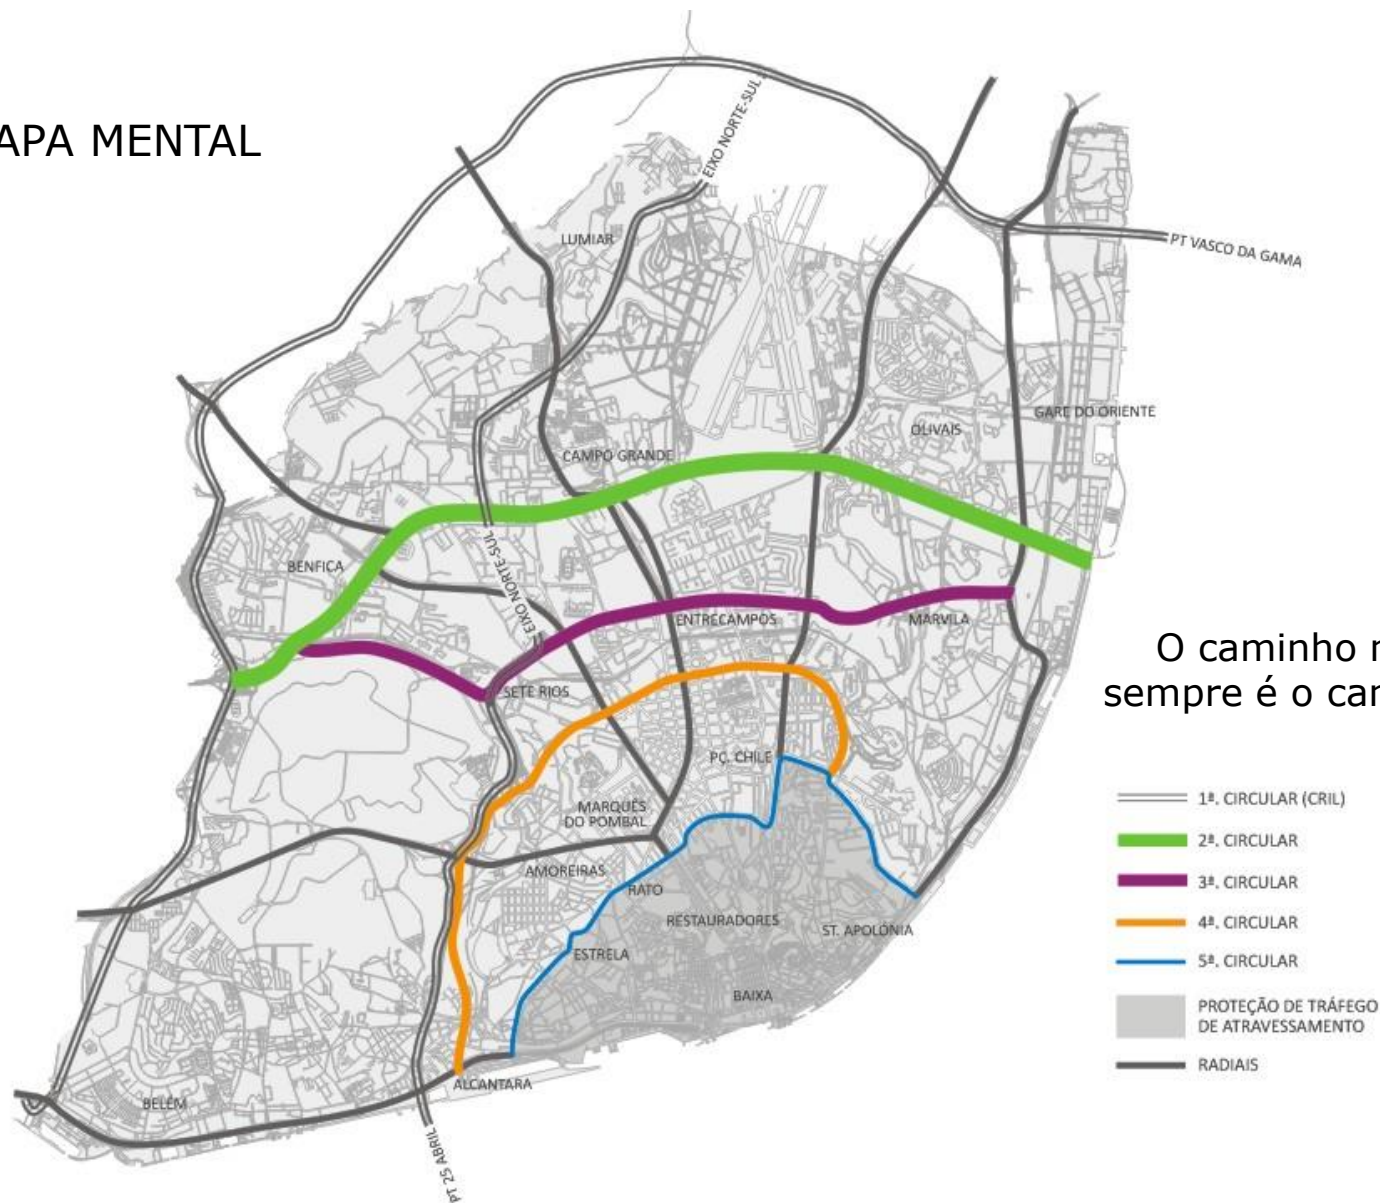 APA MENTAL
EIXO NORTE-SUL
LUMIAR
PT VASCO DA GAMA
GARE DO ORIENTE
OLIVAIS
CAMPO GRANDE
EIXO NORTE-SUL
BENFICA
ENTRECAMPOS
MARVILA
O caminho
sempre é o
SETE RIOS
PÇ. CHILE
MARQUÊS
DO POMBAL
AMOREIRAS
RATO
RESTAURADORES
ST. APOLÓNIA
ESTRELA
BAIXA
ALCANTARA
BELÉM
PT 25 ABRIL
1ª. CIRCULAR (CRIL)
2ª. CIRCULAR
3ª. CIRCULAR
4ª. CIRCULAR
5ª. CIRCULAR
PROTEÇÃO DE TRÁFEGO
DE ATRAVESSAMENTO
RADIAIS